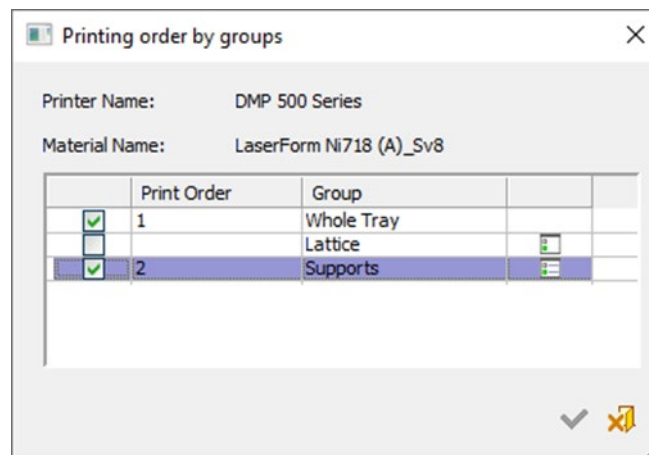 Printing order by groups
Printer Name: DMP 500 Series
Material Name: LaserForm Ni718 (A)_Sv8
Print Order Group
1 Whole Tray
Lattice
2 Supports